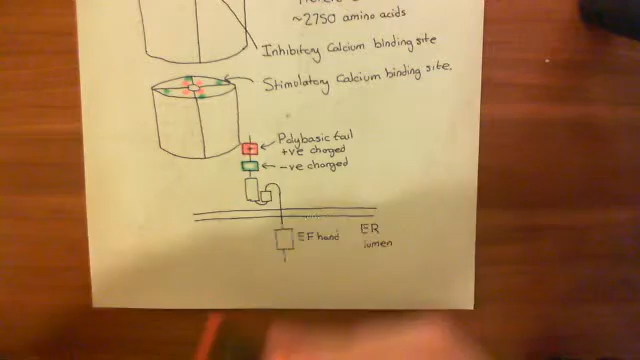 ~2750 amino acids
Inhibitory Calcium binding site
Stimulatory Calcium binding site.
Polybasic tail
+ve charged
-ve charged
EF hand
ER
lumen